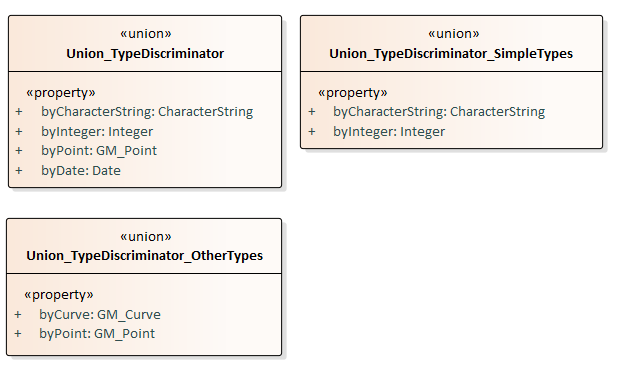 «union»
Union_TypeDiscriminator
«property»
+ byCharacterString: CharacterString
+ byInteger: Integer
+ byPoint: GM_Point
+ byDate: Date
«union»
Union_TypeDiscriminator_SimpleTypes
«property»
+ byCharacterString: CharacterString
+ byInteger: Integer
«union»
Union_TypeDiscriminator_OtherTypes
«property»
+ byCurve: GM_Curve
+ byPoint: GM_Point